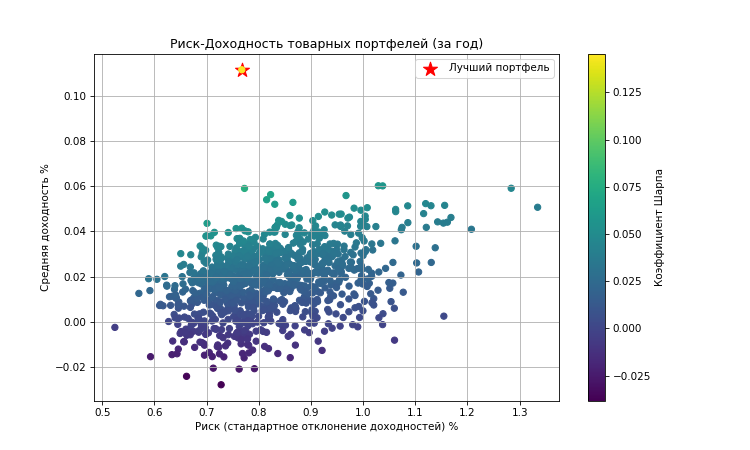 Риск-Доходность товарных портфелей (за год)
Лучший портфель
Средняя доходность %
0.10
0.08
0.06
0.04
0.02
0.00
−0.02
0.5 0.6 0.7 0.8 0.9 1.0 1.1 1.2 1.3
Риск (стандартное отклонение доходностей) %
0.125
0.100
0.075
0.050
0.025
0.000
−0.025
Коэффициент Шарпа